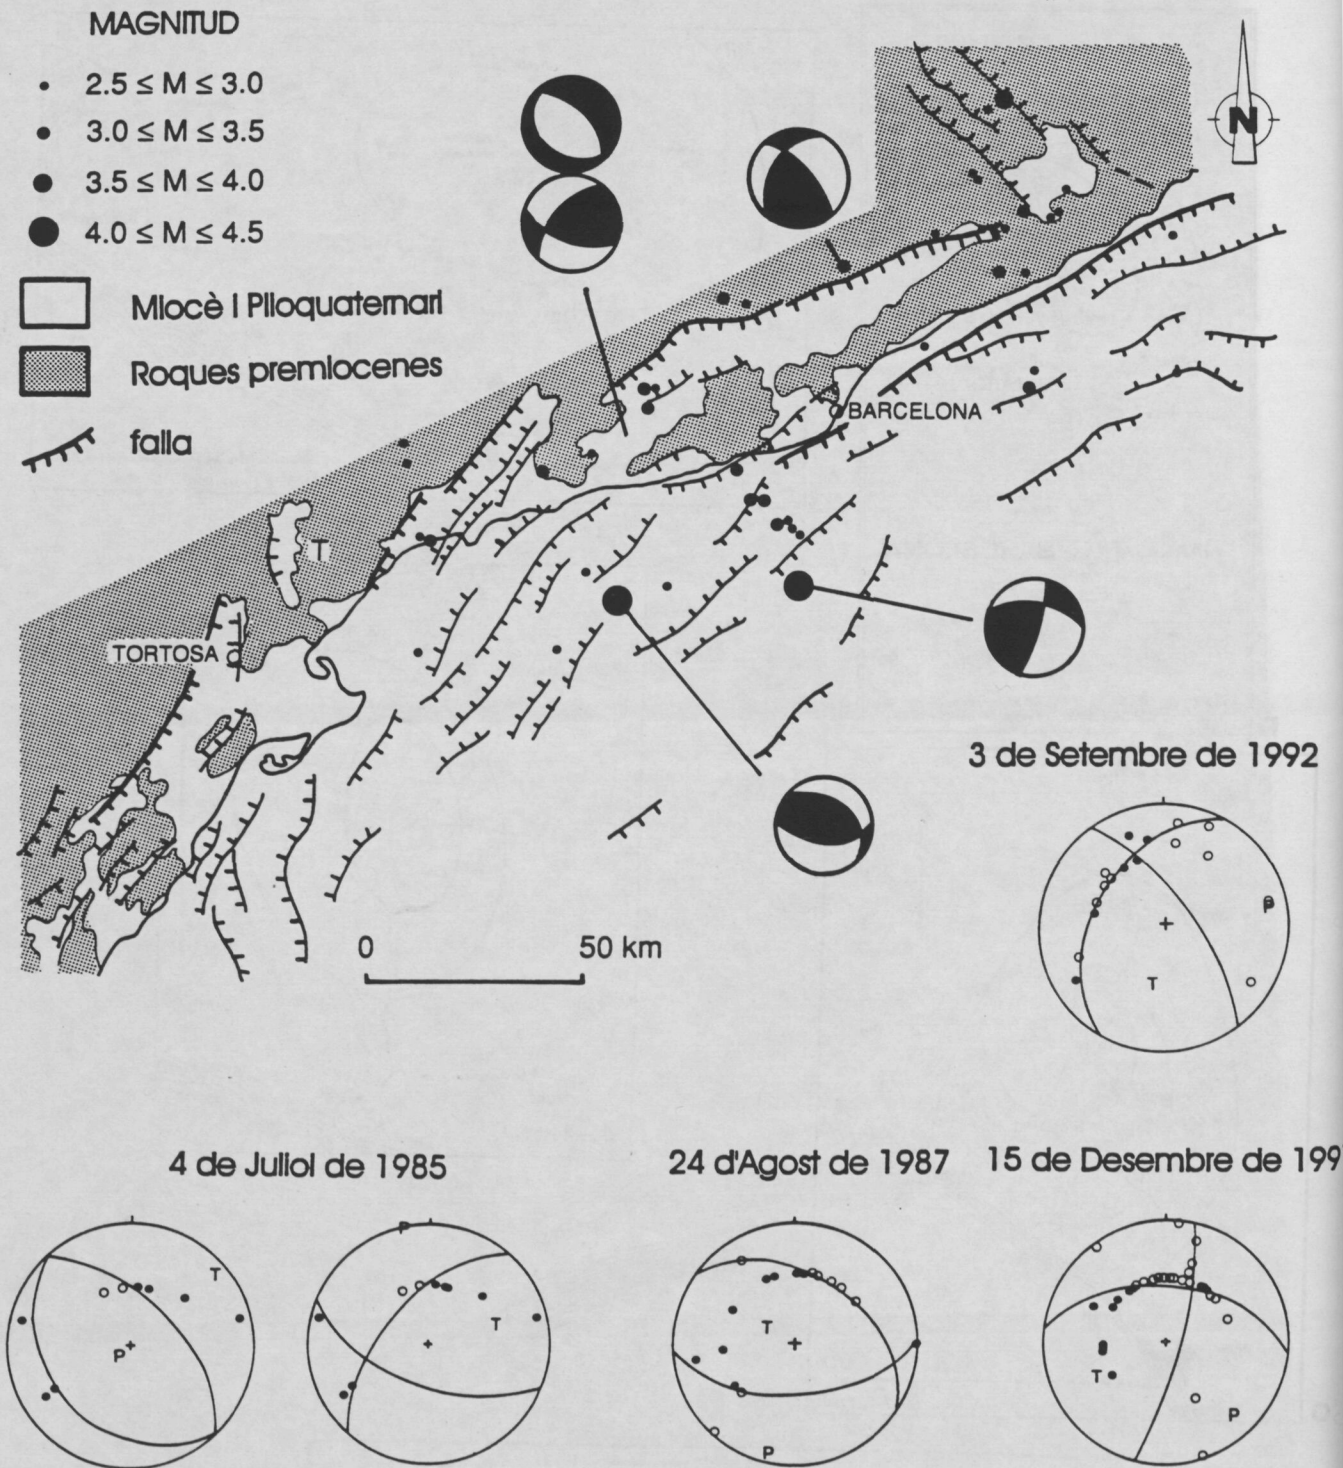 MAGNITUD
2.5 ≤ M ≤ 3.0
3.0 ≤ M ≤ 3.5
3.5 ≤ M ≤ 4.0
4.0 ≤ M ≤ 4.5
Miocè i Plioquaternari
Roques premiocenes
falla
N
BARCELONA
T
TORTOSA
0 50 km
3 de Setembre de 1992
P
T
4 de Juliol de 1985
24 d'Agost de 1987
15 de Desembre de 199
T
P
P
T
T
P
T
P